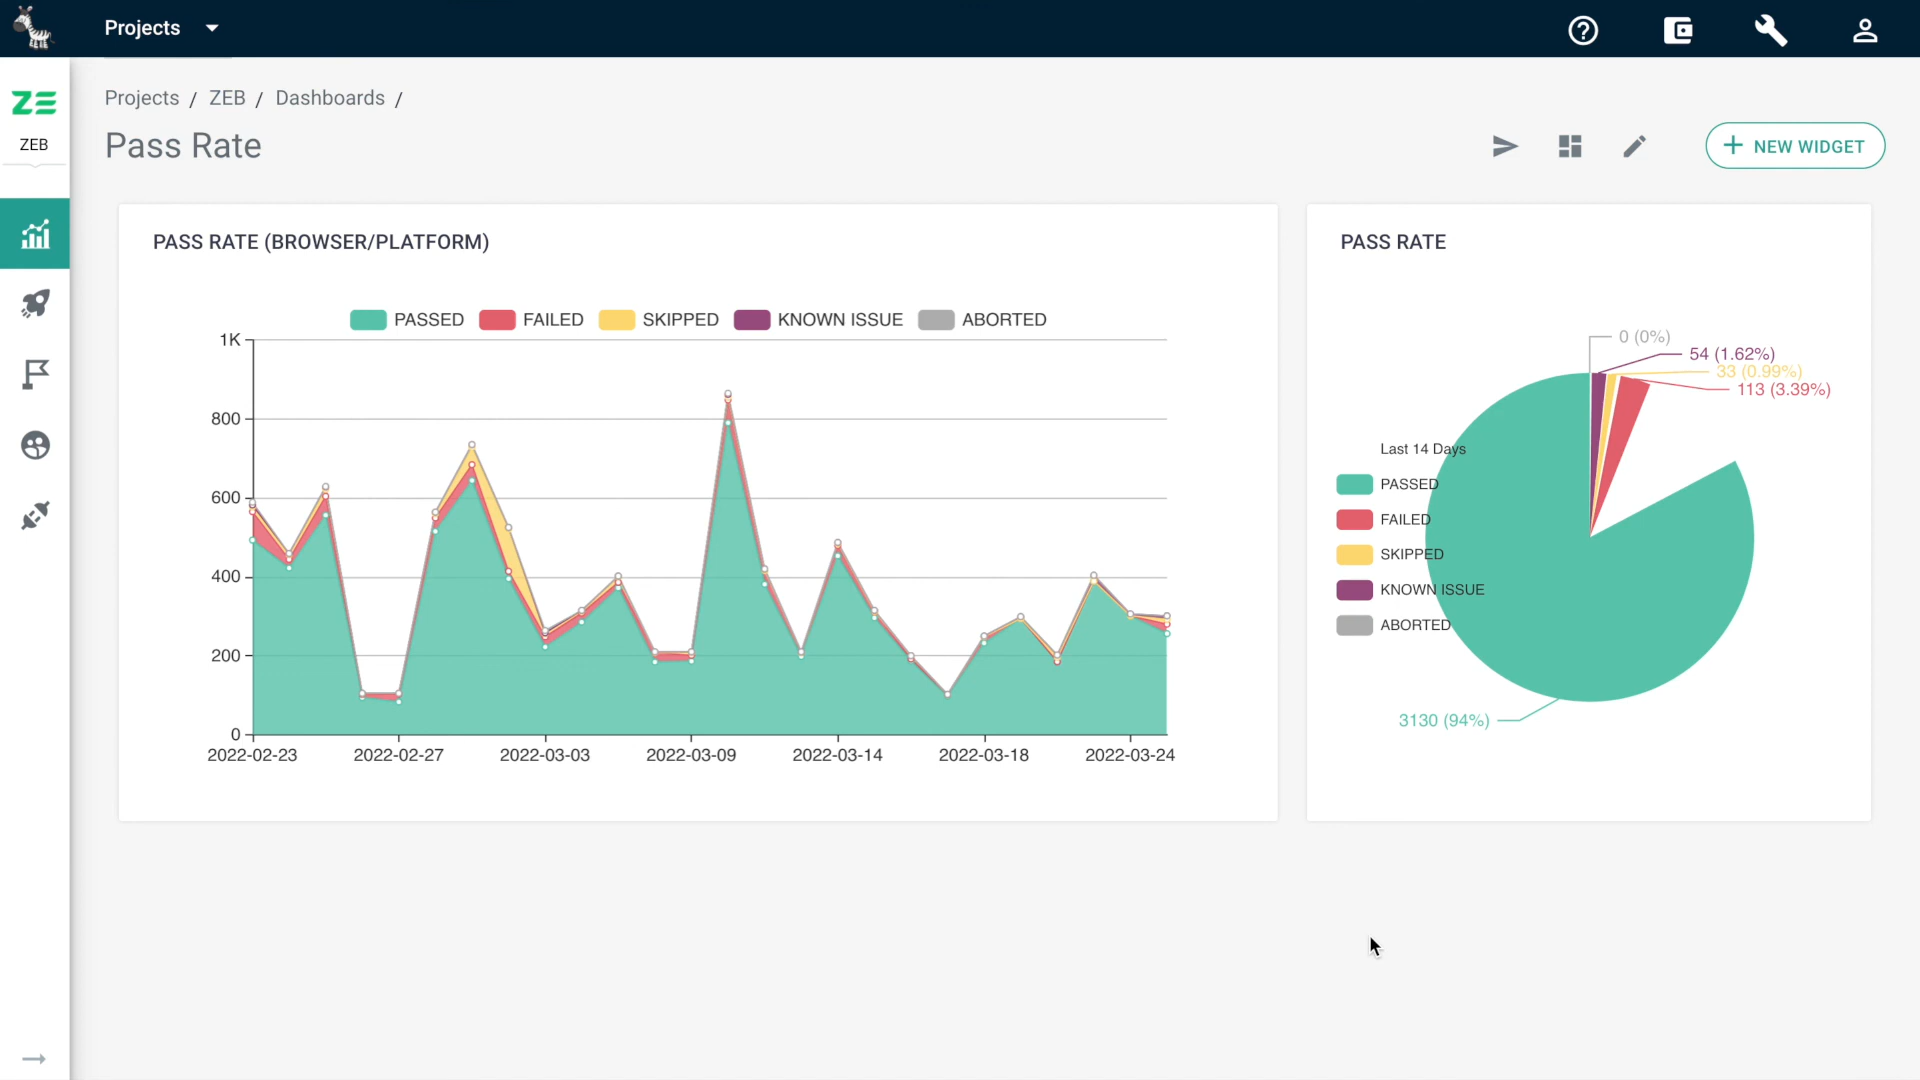 Projects
ZEB
Projects / ZEB / Dashboards /
Pass Rate
NEW WIDGET
PASS RATE (BROWSER/PLATFORM)
PASSED FAILED SKIPPED KNOWN ISSUE ABORTED
1K
800
600
400
200
0
2022-02-23 2022-02-27 2022-03-03 2022-03-09 2022-03-14 2022-03-18 2022-03-24
PASS RATE
0 (0%)
54 (1.62%)
33 (0.99%)
113 (3.39%)
Last 14 Days
PASSED
FAILED
SKIPPED
KNOWN ISSUE
ABORTED
3130 (94%)